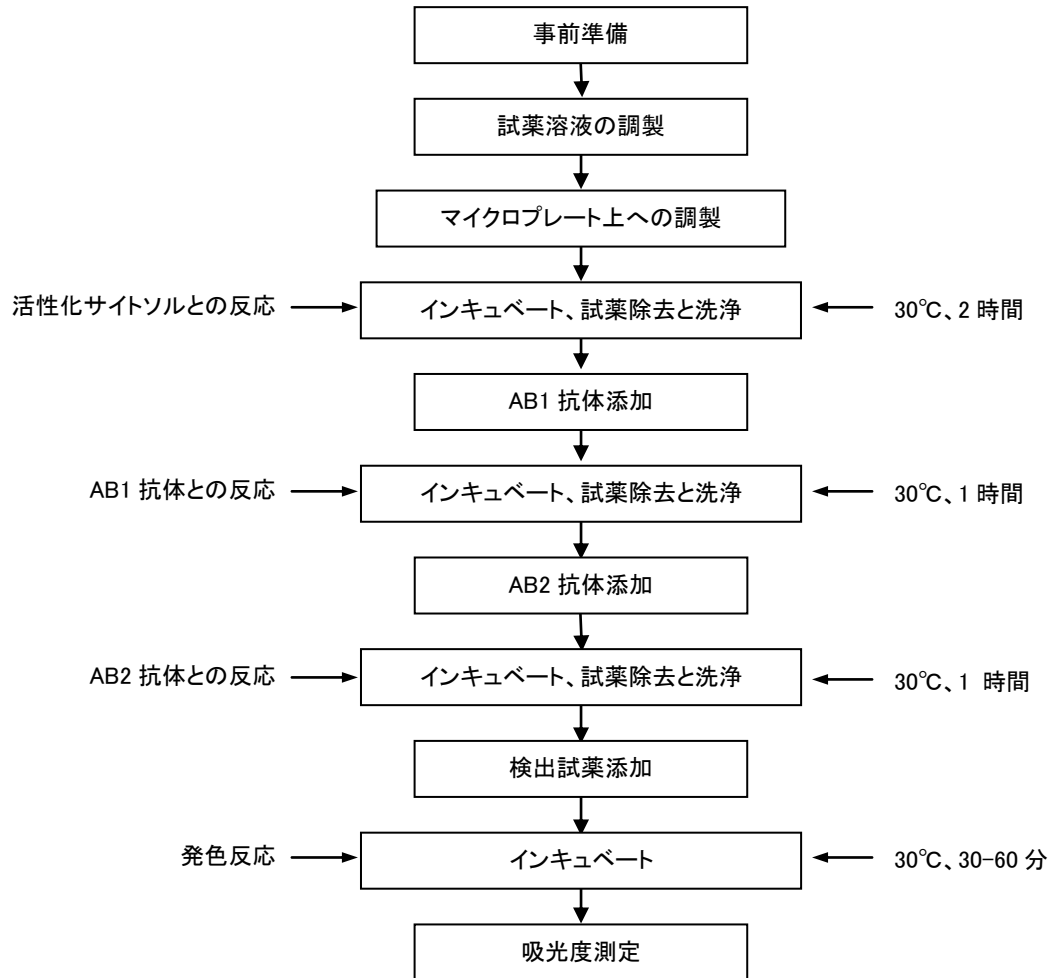 事前準備
試薬溶液の調製
マイクロプレート上への調製
活性化サイトソルとの反応
インキュベート、試薬除去と洗浄
30℃、2 時間
AB1 抗体添加
AB1 抗体との反応
インキュベート、試薬除去と洗浄
30℃、1 時間
AB2 抗体添加
AB2 抗体との反応
インキュベート、試薬除去と洗浄
30℃、1 時間
検出試薬添加
発色反応
インキュベート
30℃、30-60 分
吸光度測定